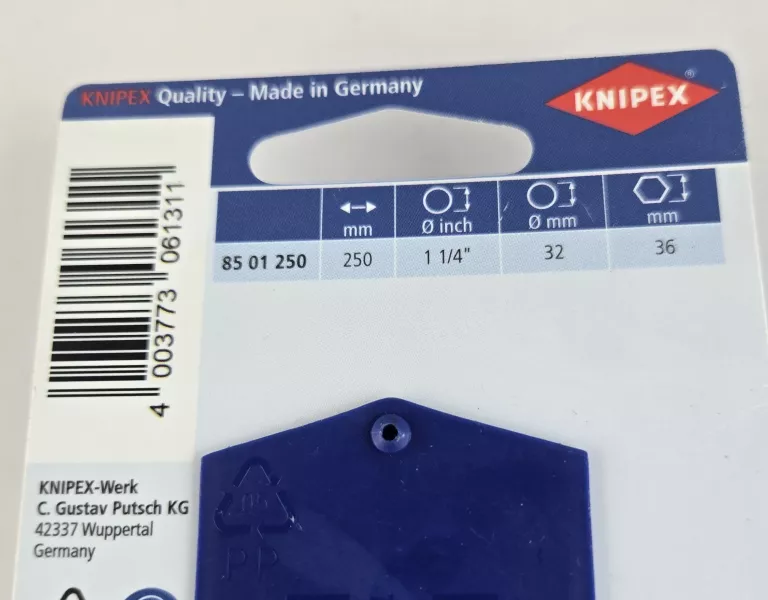 KNIPEX Quality – Made in Germany
KNIPEX
®
mm Ø inch Ø mm mm
85 01 250 250 1 1/4" 32 36
4 003773 061311
KNIPEX-Werk
C. Gustav Putsch KG
42337 Wuppertal
Germany
05
PP